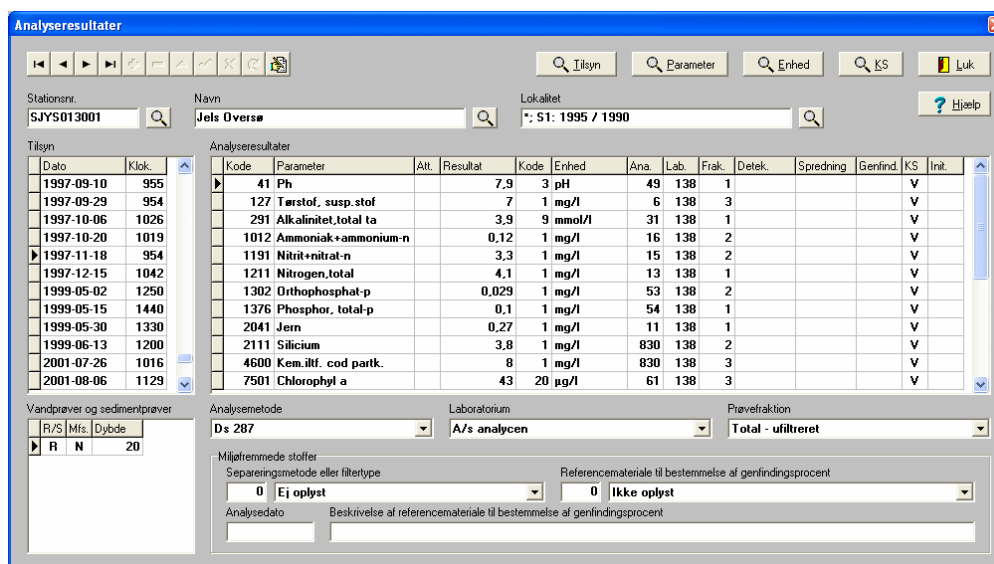 Analyseresultater
Tilsyn Parameter Enhed KS Luk
Hjælp
Stationsnr. Navn Lokalitet
SJYS013001 Jels Oversø *; S1: 1995 / 1990
Tilsyn Analyseresultater
Dato Klok. Kode Parameter Att. Resultat Kode Enhed Ana. Lab. Frak. Detek. Spredning Genfind. KS Init.
1997-09-10 955 41 Ph 7,9 3 pH 49 138 1 V
1997-09-29 954 127 Tørstof, susp.stof 7 1 mg/l 6 138 3 V
1997-10-06 1026 291 Alkalinitet,total ta 3,9 9 mmol/l 31 138 1 V
1997-10-20 1019 1012 Ammoniak+ammonium-n 0,12 1 mg/l 16 138 2 V
1997-11-18 954 1191 Nitrit+nitrat-n 3,3 1 mg/l 15 138 2 V
1997-12-15 1042 1211 Nitrogen,total 4,1 1 mg/l 13 138 1 V
1999-05-02 1250 1302 Orthophosphat-p 0,029 1 mg/l 53 138 2 V
1999-05-15 1440 1376 Phosphor, total-p 0,1 1 mg/l 54 138 1 V
1999-05-30 1330 2041 Jern 0,27 1 mg/l 11 138 1 V
1999-06-13 1200 2111 Silicium 3,8 1 mg/l 830 138 2 V
2001-07-26 1016 4600 Kem.iltf. cod partk. 8 1 mg/l 830 138 3 V
2001-08-06 1129 7501 Chlorophyl a 43 20 µg/l 61 138 3 V
Vandprøver og sedimentprøver Analysemetode Laboratorium Prøvefraktion
R/S Mfs. Dybde Ds 287 A/s analycen Total - ufiltreret
R N 20
Miljøfremmede stoffer
Separeringsmetode eller filtertype Referencemateriale til bestemmelse af genfindingsprocent
0 Ej oplyst 0 Ikke oplyst
Analysedato Beskrivelse af referencemateriale til bestemmelse af genfindingsprocent